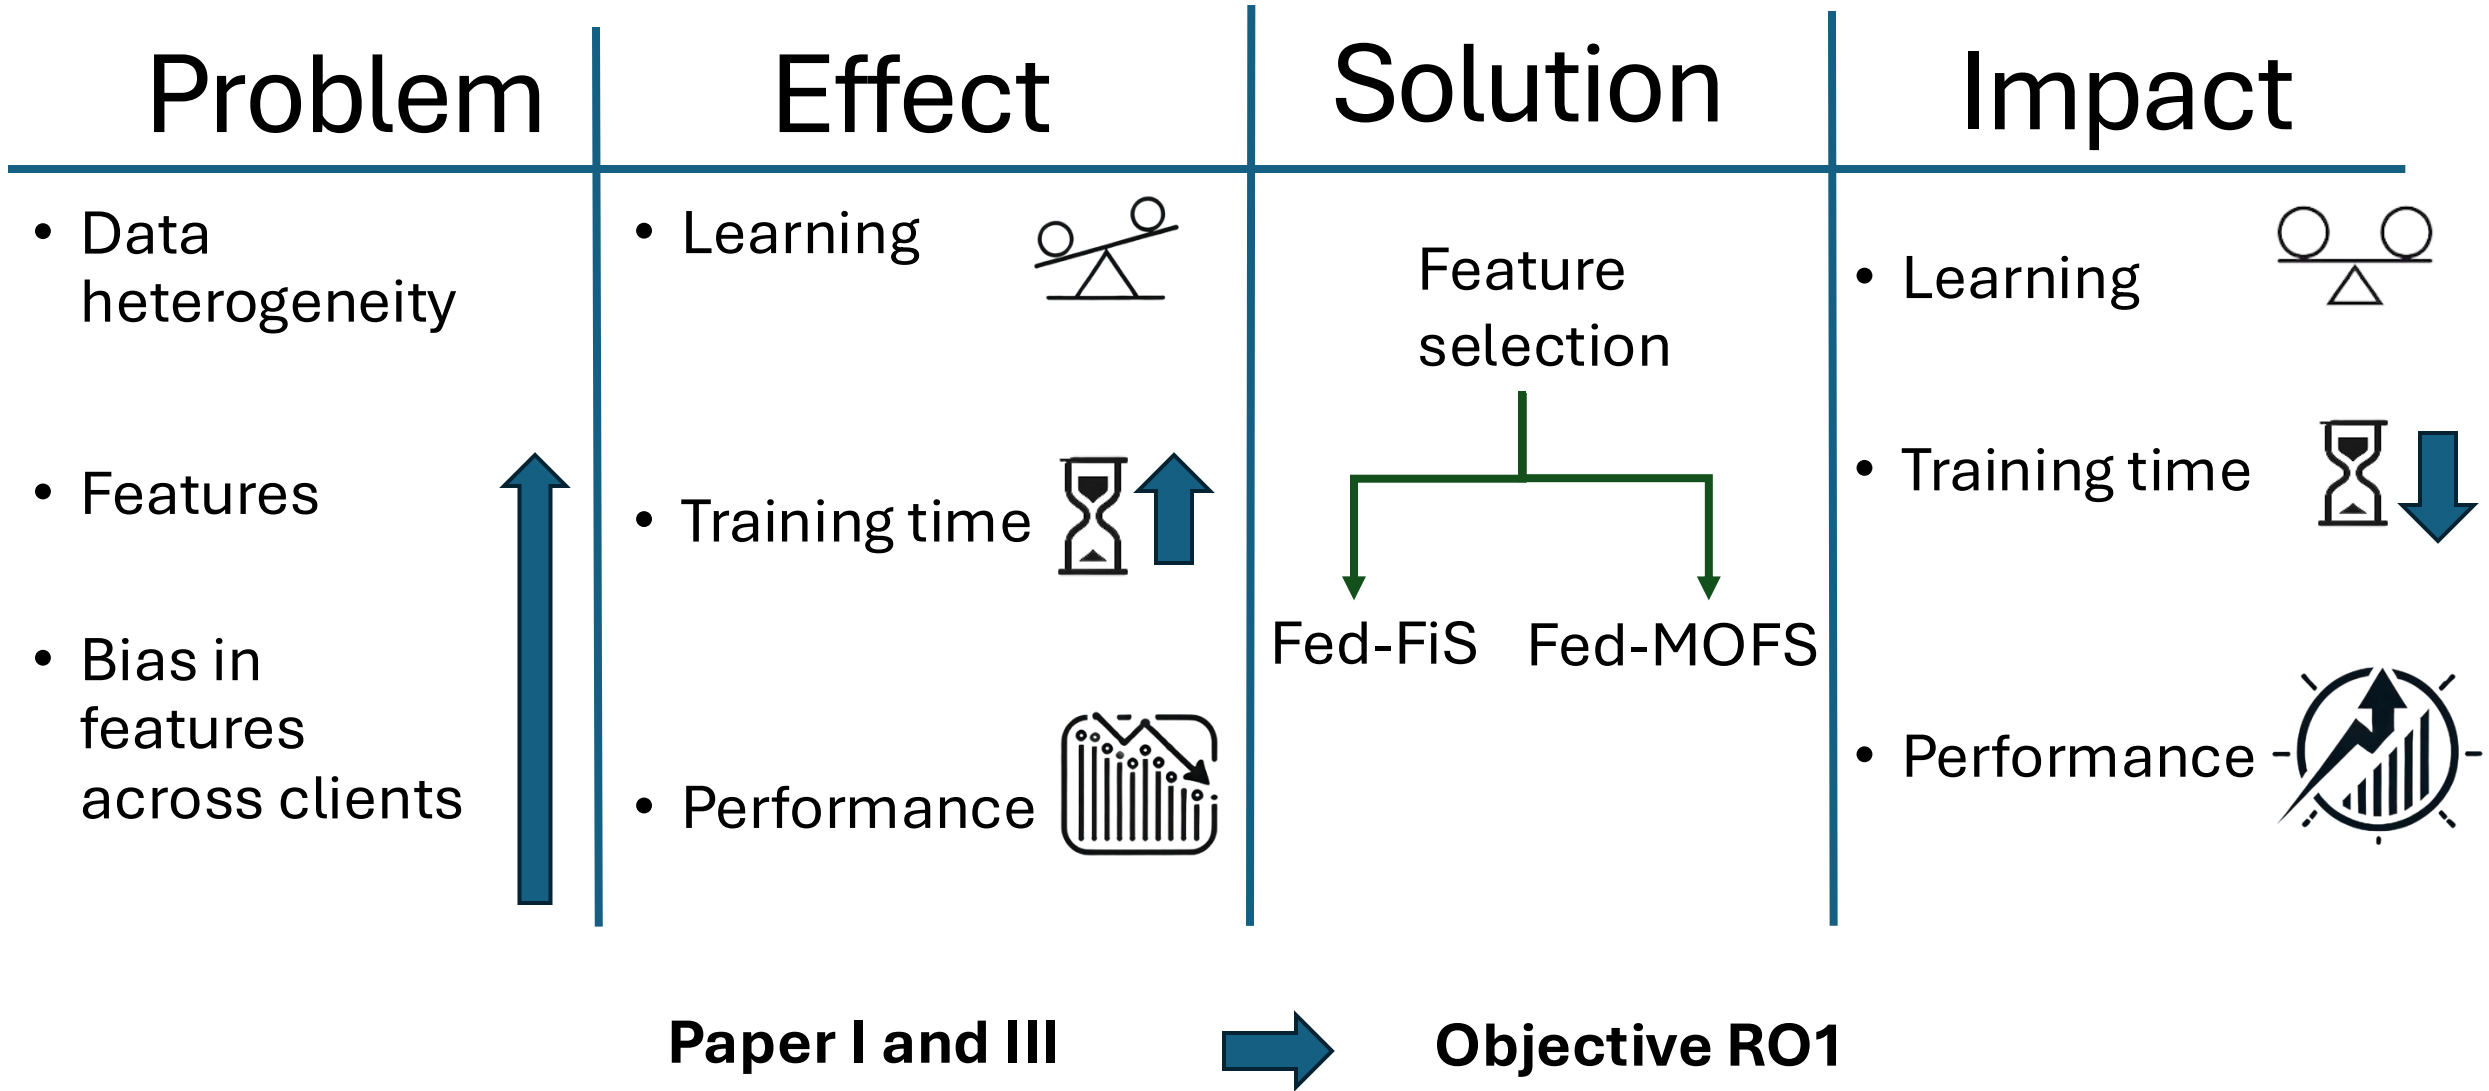 Problem
Effect
Solution
Impact
• Data
heterogeneity
• Features
• Bias in
features
across clients
• Learning
• Training time
• Performance
Feature
selection
Fed-FiS
Fed-MOFS
• Learning
• Training time
• Performance
Paper I and III
Objective RO1